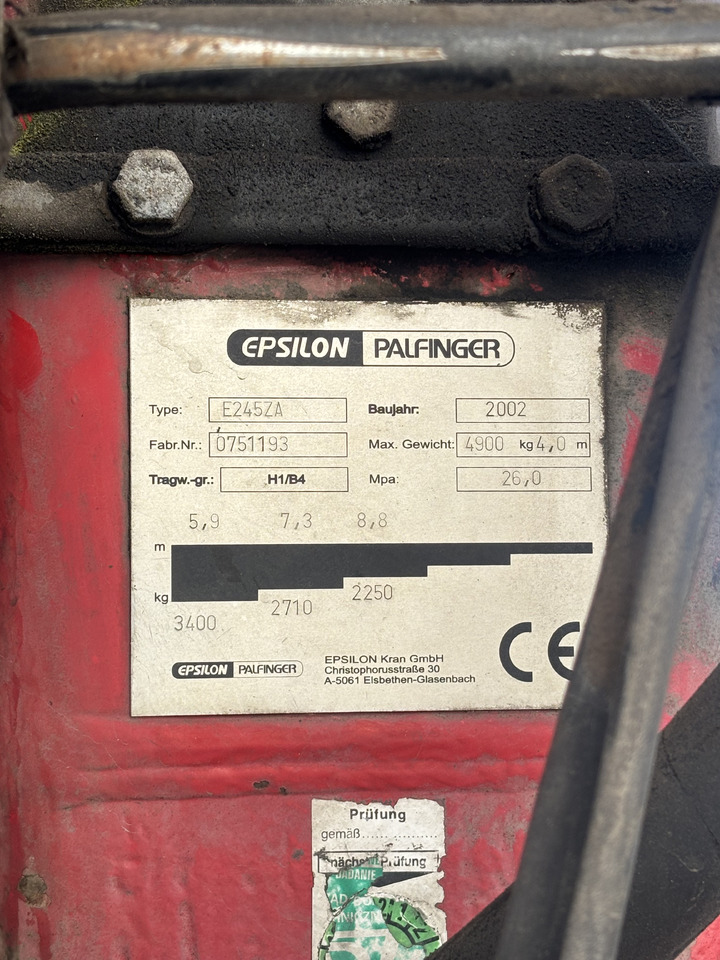 EPSILON PALFINGER
Type: E245ZA Baujahr: 2002
Fabr.Nr.: 0751193 Max. Gewicht: 4900 kg 4,0 m
Tragw.-gr.: H1/B4 Mpa: 26,0
5,9 7,3 8,8
m
kg
3400 2710 2250
CE
EPSILON PALFINGER
EPSILON Kran GmbH
Christophorusstraße 30
A-5061 Elsbethen-Glasenbach
Prüfung
gemäß...... ..........
nächste Prüfung
BADANIE